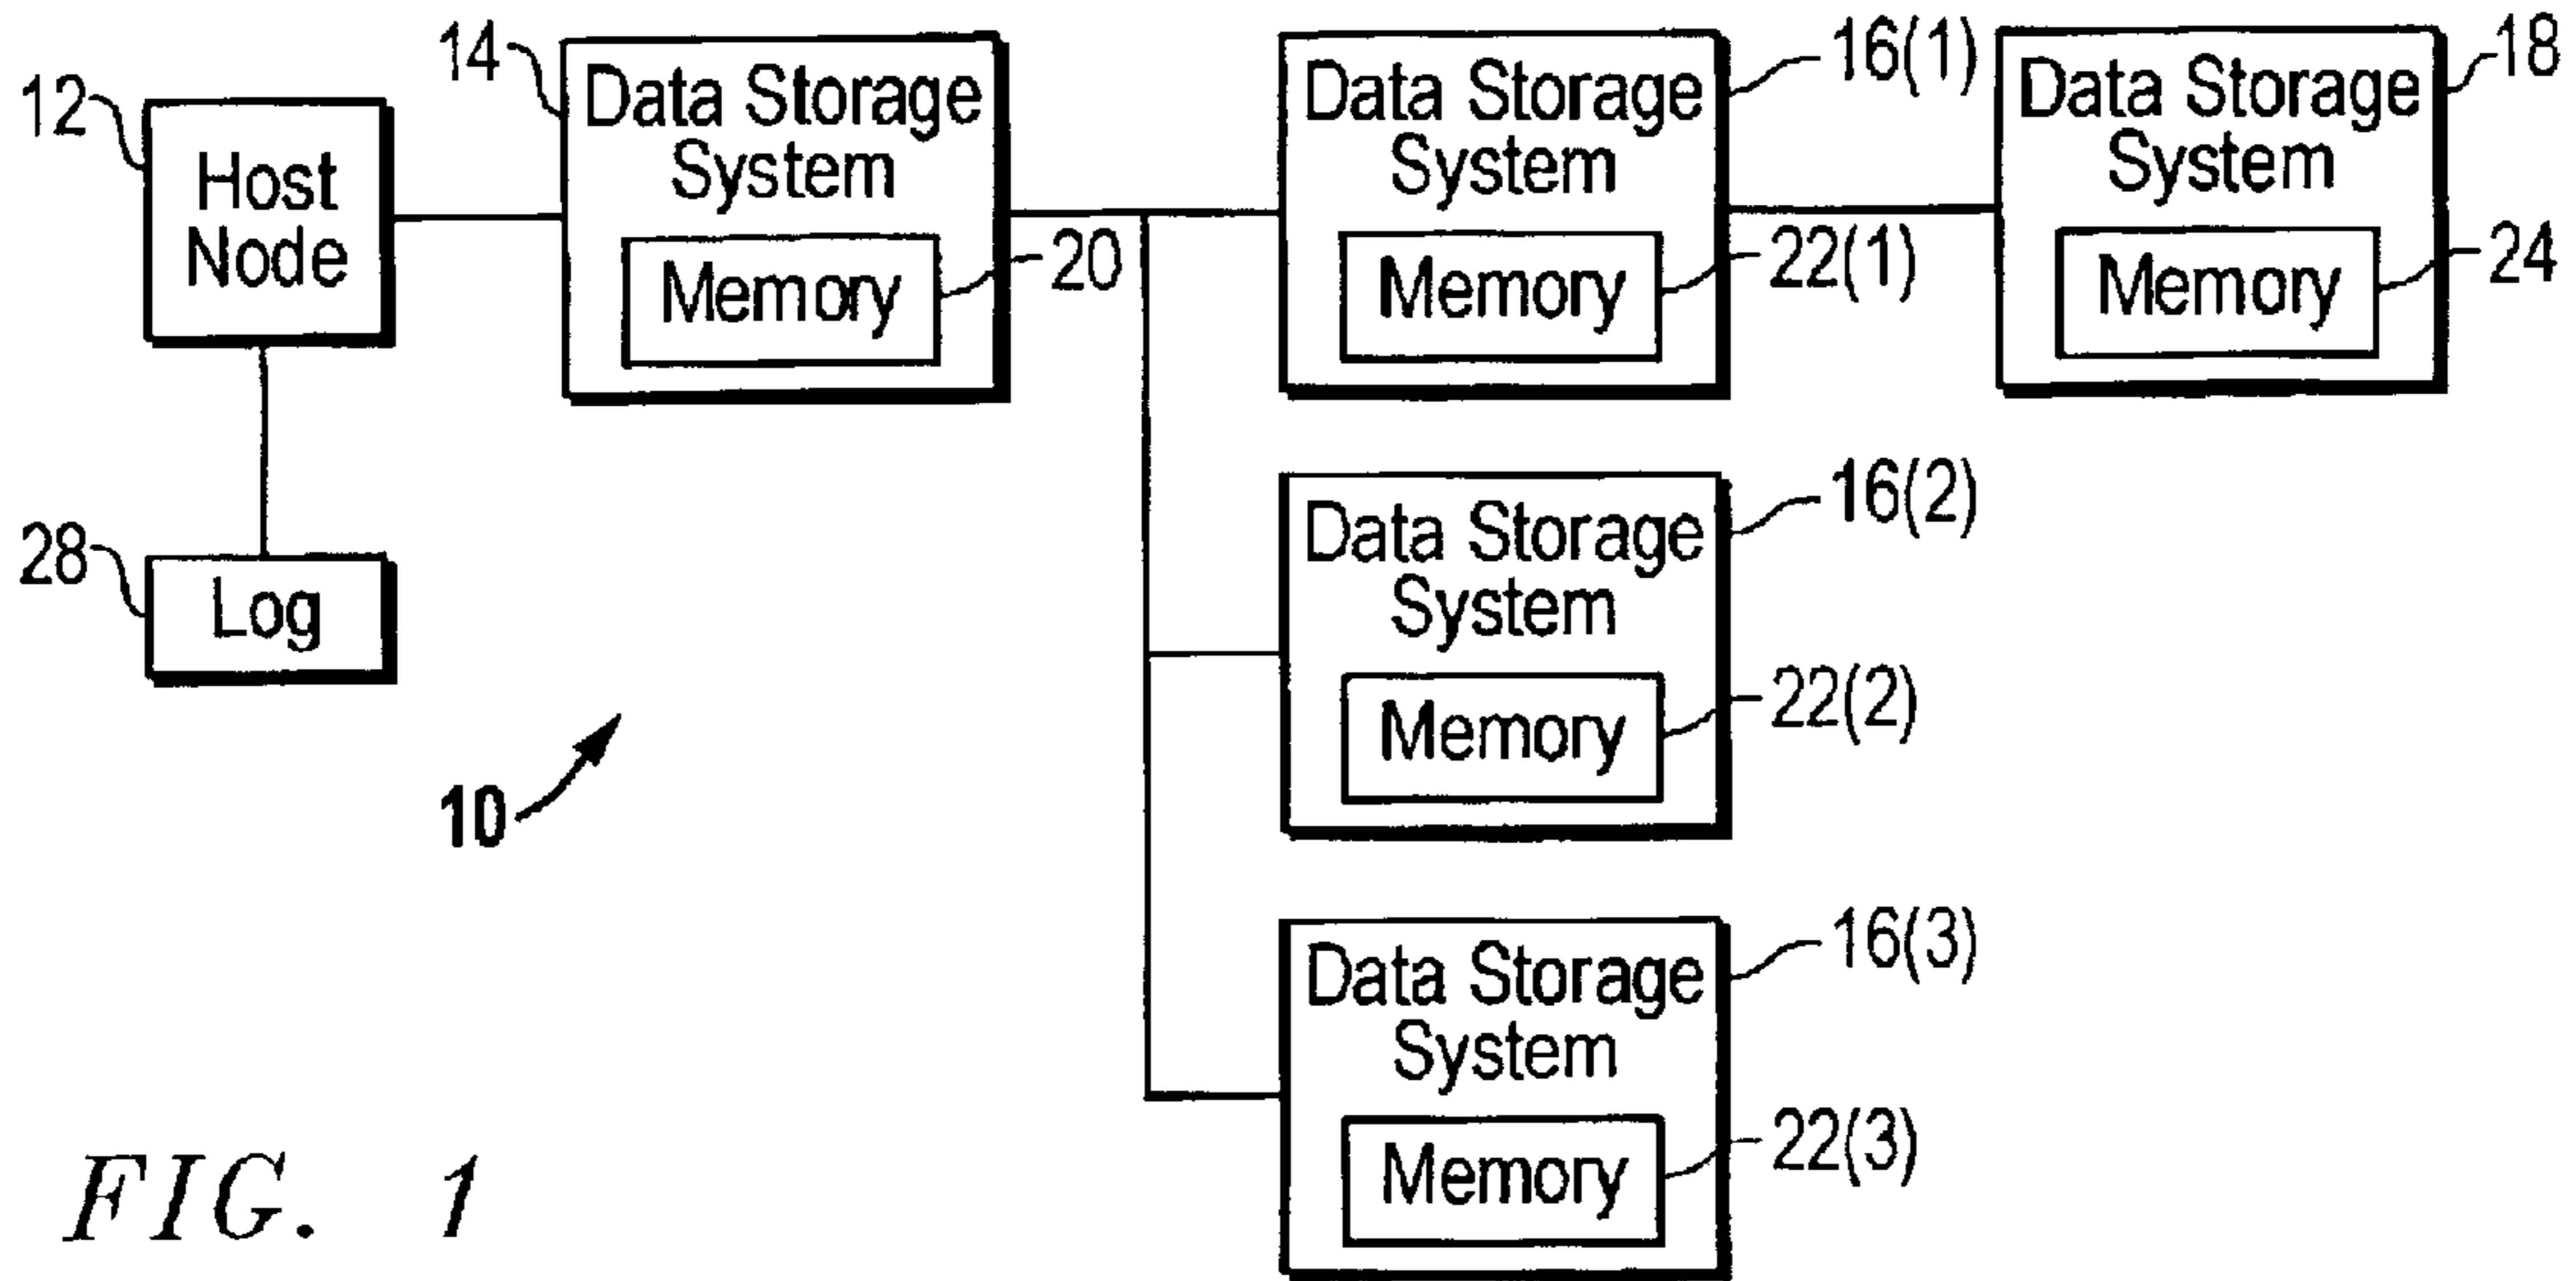 12
Host
Node
28
Log
14
Data Storage
System
Memory
20
16(1)
Data Storage
System
Memory
22(1)
18
Data Storage
System
Memory
24
16(2)
Data Storage
System
Memory
22(2)
16(3)
Data Storage
System
Memory
22(3)
10
FIG. 1